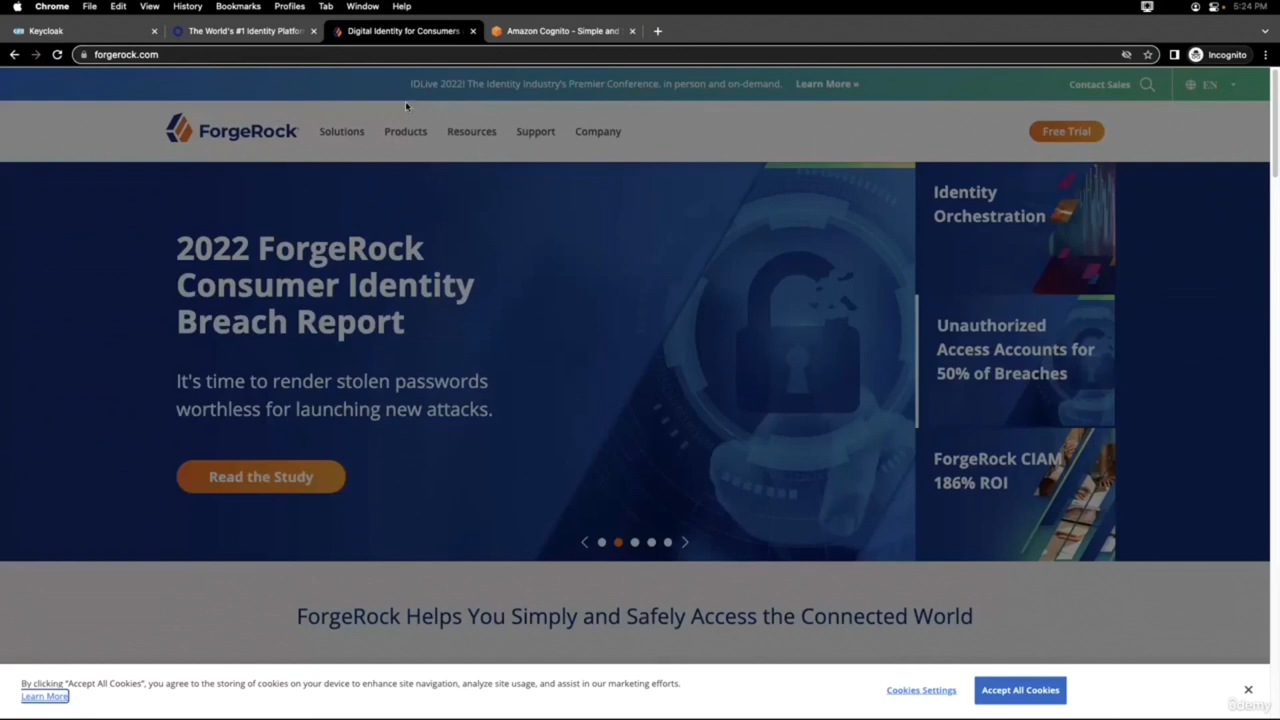 Chrome File Edit View History Bookmarks Profiles Tab Window Help 5:24 PM
Keycloak The World's #1 Identity Platfor Digital Identity for Consumers Amazon Cognito - Simple and
forgerock.com Incognito
IDLive 2022! The Identity Industry's Premier Conference, in person and on-demand. Learn More » Contact Sales EN
ForgeRock Solutions Products Resources Support Company Free Trial
2022 ForgeRock
Consumer Identity
Breach Report
It's time to render stolen passwords
worthless for launching new attacks.
Read the Study
Identity
Orchestration
Unauthorized
Access Accounts for
50% of Breaches
ForgeRock CIAM
186% ROI
ForgeRock Helps You Simply and Safely Access the Connected World
By clicking "Accept All Cookies", you agree to the storing of cookies on your device to enhance site navigation, analyze site usage, and assist in our marketing efforts.
Learn More
Cookies Settings Accept All Cookies
ûdemy